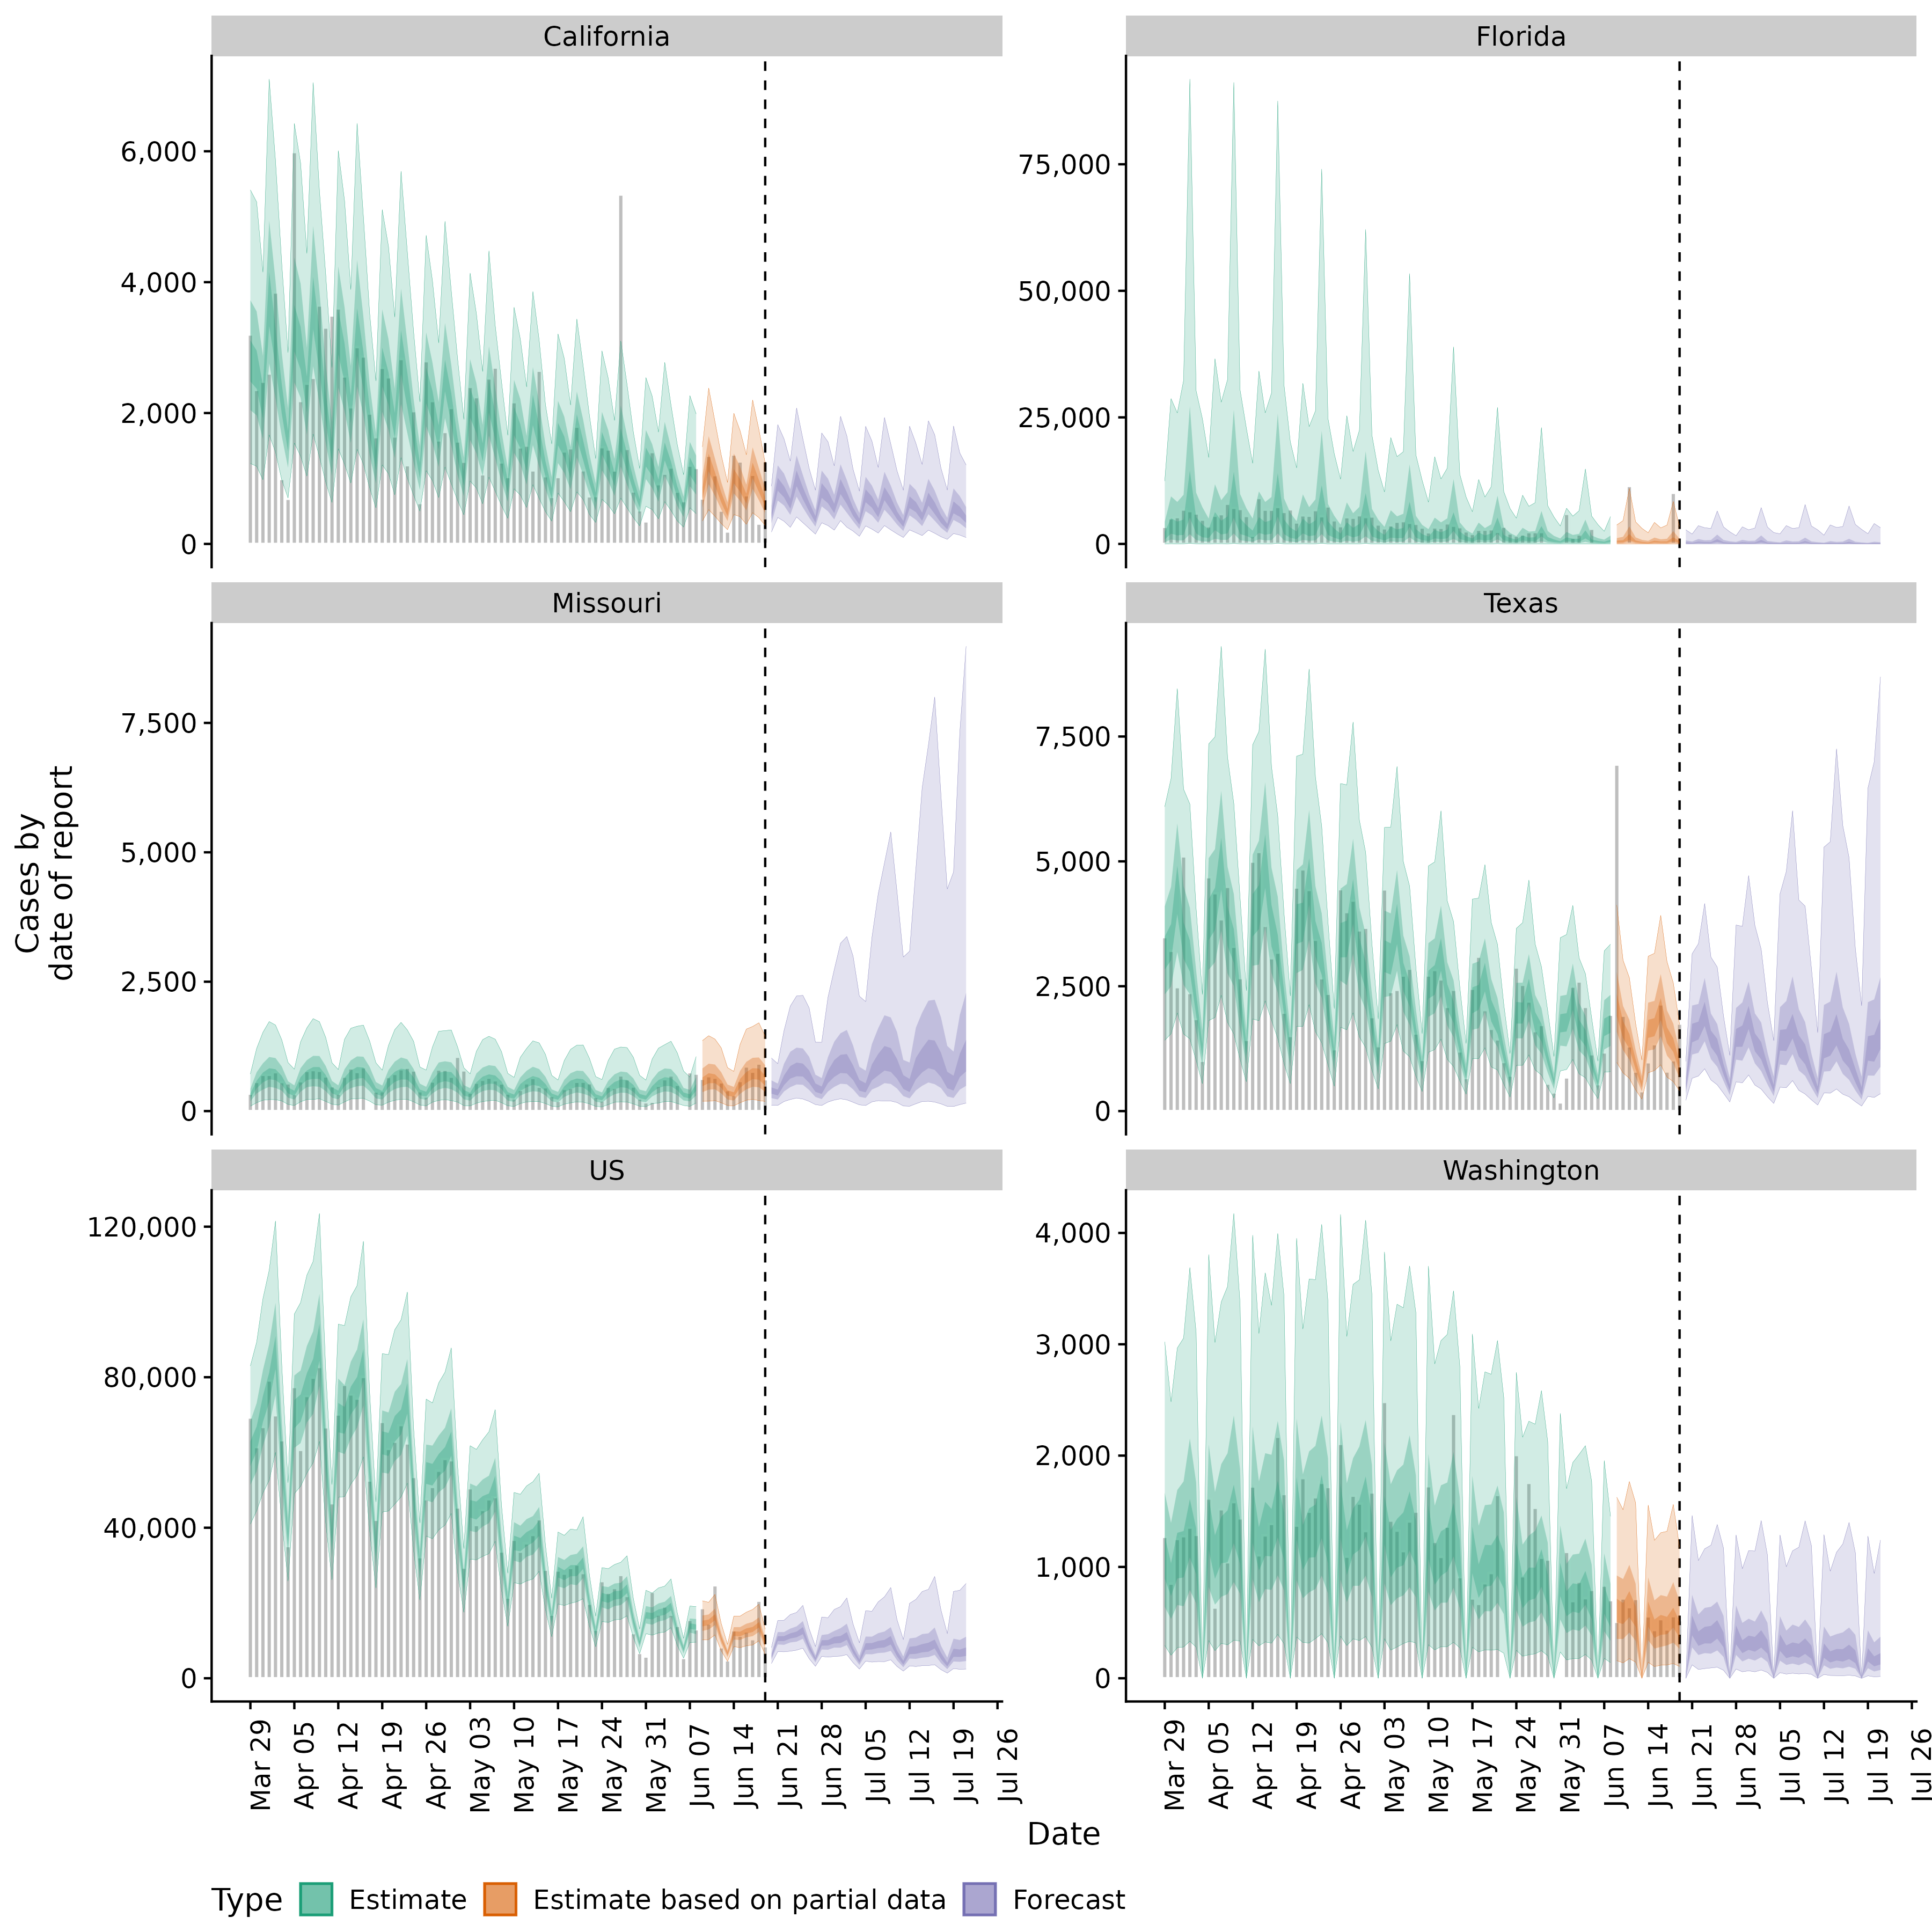 California
Florida
6,000
4,000
2,000
0
75,000
50,000
25,000
0
Missouri
Texas
7,500
5,000
2,500
0
7,500
5,000
2,500
0
US
Washington
120,000
80,000
40,000
0
4,000
3,000
2,000
1,000
0
Cases by
date of report
Mar 29
Apr 05
Apr 12
Apr 19
Apr 26
May 03
May 10
May 17
May 24
May 31
Jun 07
Jun 14
Jun 21
Jun 28
Jul 05
Jul 12
Jul 19
Jul 26
Mar 29
Apr 05
Apr 12
Apr 19
Apr 26
May 03
May 10
May 17
May 24
May 31
Jun 07
Jun 14
Jun 21
Jun 28
Jul 05
Jul 12
Jul 19
Jul 26
Date
Type Estimate Estimate based on partial data Forecast